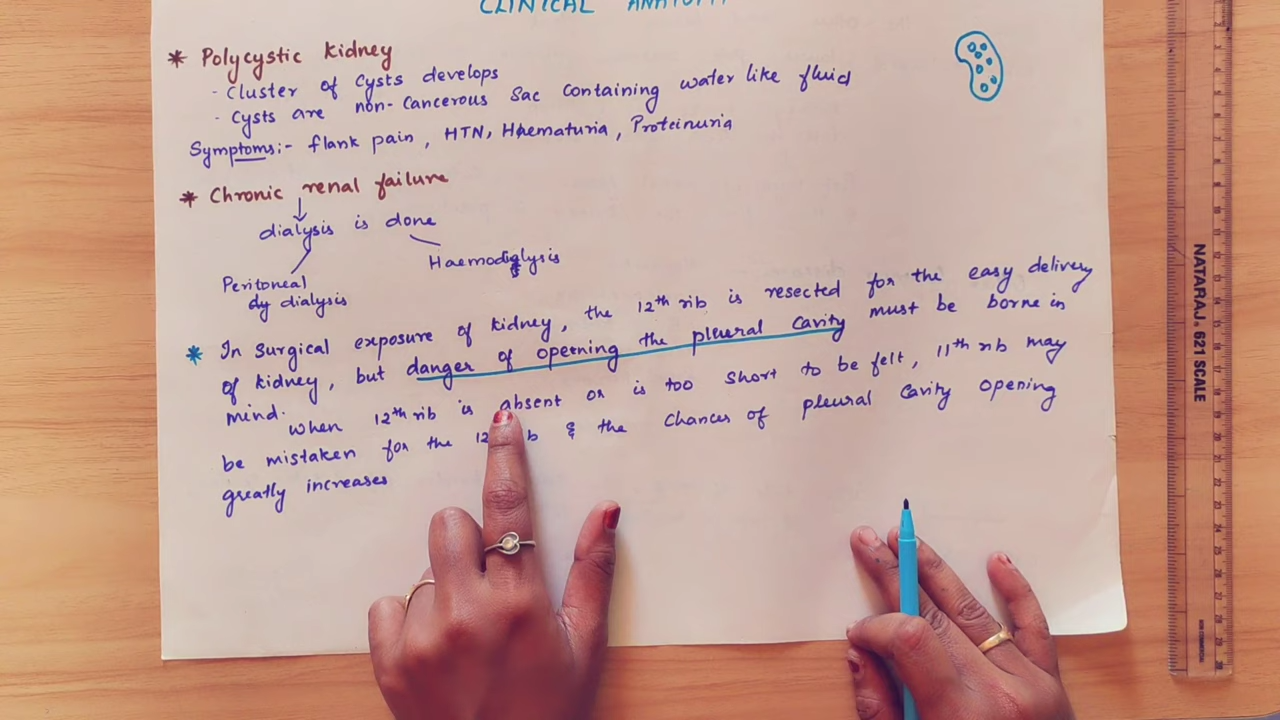 CLINICAL ANATOMY
* Polycystic kidney
- Cluster of Cysts develops
- Cysts are non-Cancerous Sac Containing water like fluid
Symptoms:- flank pain, HTN, Haematuria, Proteinuria
* Chronic renal failure
dialysis is done
Haemodialysis
Peritoneal
dy dialysis
* In Surgical exposure of kidney, the 12th rib is resected for the easy delivery
of kidney, but danger of opening the pleural cavity must be borne in
mind. When 12th rib is absent or is too short to be felt, 11th rib may
be mistaken for the 12 b & the chances of pleural cavity opening
greatly increases
NATARAJ 621 SCALE